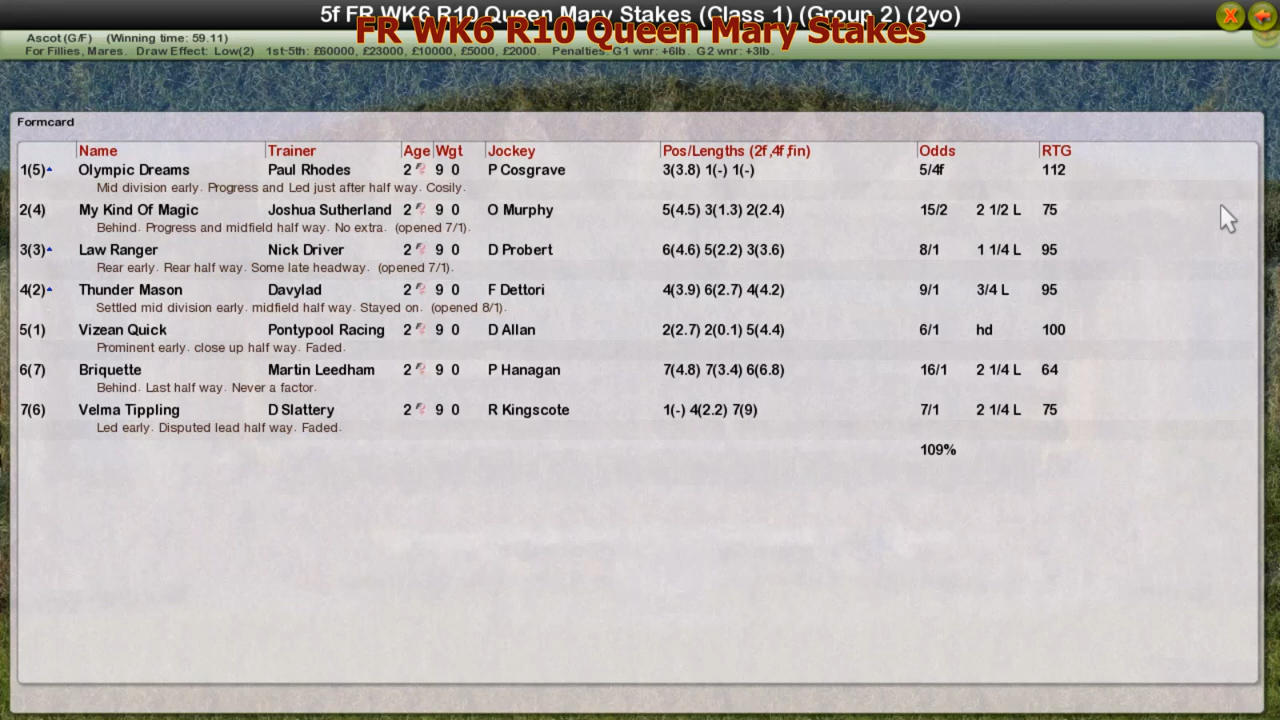 5f FR WK6 R10 Queen Mary Stakes (Class 1) (Group 2) (2yo)
FR WK6 R10 Queen Mary Stakes
Ascot (G/F) (Winning time: 59.11)
For Fillies, Mares. Draw Effect: Low(2) 1st-5th: £60000, £23000, £10000, £5000, £2000. Penalties: G1 wnr: +6lb. G2 wnr: +3lb.
Formcard
Name Trainer Age Wgt Jockey Pos/Lengths (2f,4f,fin) Odds RTG
1(5) Olympic Dreams Paul Rhodes 2 9 0 P Cosgrave 3(3.8) 1(-) 1(-) 5/4f 112
Mid division early. Progress and Led just after half way. Cosily.
2(4) My Kind Of Magic Joshua Sutherland 2 9 0 O Murphy 5(4.5) 3(1.3) 2(2.4) 15/2 2 1/2 L 75
Behind. Progress and midfield half way. No extra. (opened 7/1).
3(3) Law Ranger Nick Driver 2 9 0 D Probert 6(4.6) 5(2.2) 3(3.6) 8/1 1 1/4 L 95
Rear early. Rear half way. Some late headway. (opened 7/1).
4(2) Thunder Mason Davylad 2 9 0 F Dettori 4(3.9) 6(2.7) 4(4.2) 9/1 3/4 L 95
Settled mid division early. midfield half way. Stayed on. (opened 8/1).
5(1) Vizean Quick Pontypool Racing 2 9 0 D Allan 2(2.7) 2(0.1) 5(4.4) 6/1 hd 100
Prominent early. close up half way. Faded.
6(7) Briquette Martin Leedham 2 9 0 P Hanagan 7(4.8) 7(3.4) 6(6.8) 16/1 2 1/4 L 64
Behind. Last half way. Never a factor.
7(6) Velma Tippling D Slattery 2 9 0 R Kingscote 1(-) 4(2.2) 7(9) 7/1 2 1/4 L 75
Led early. Disputed lead half way. Faded.
109%